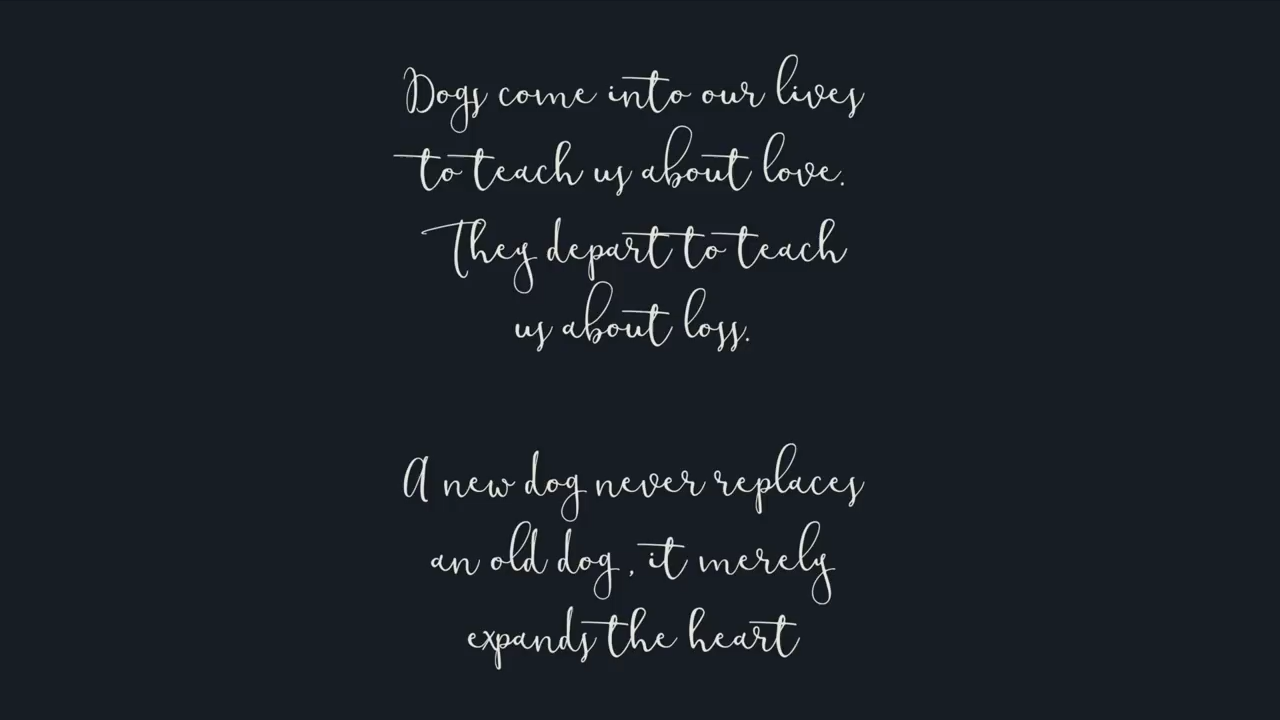 Dogs come into our lives
to teach us about love.
They depart to teach
us about loss.
A new dog never replaces
an old dog, it merely
expands the heart